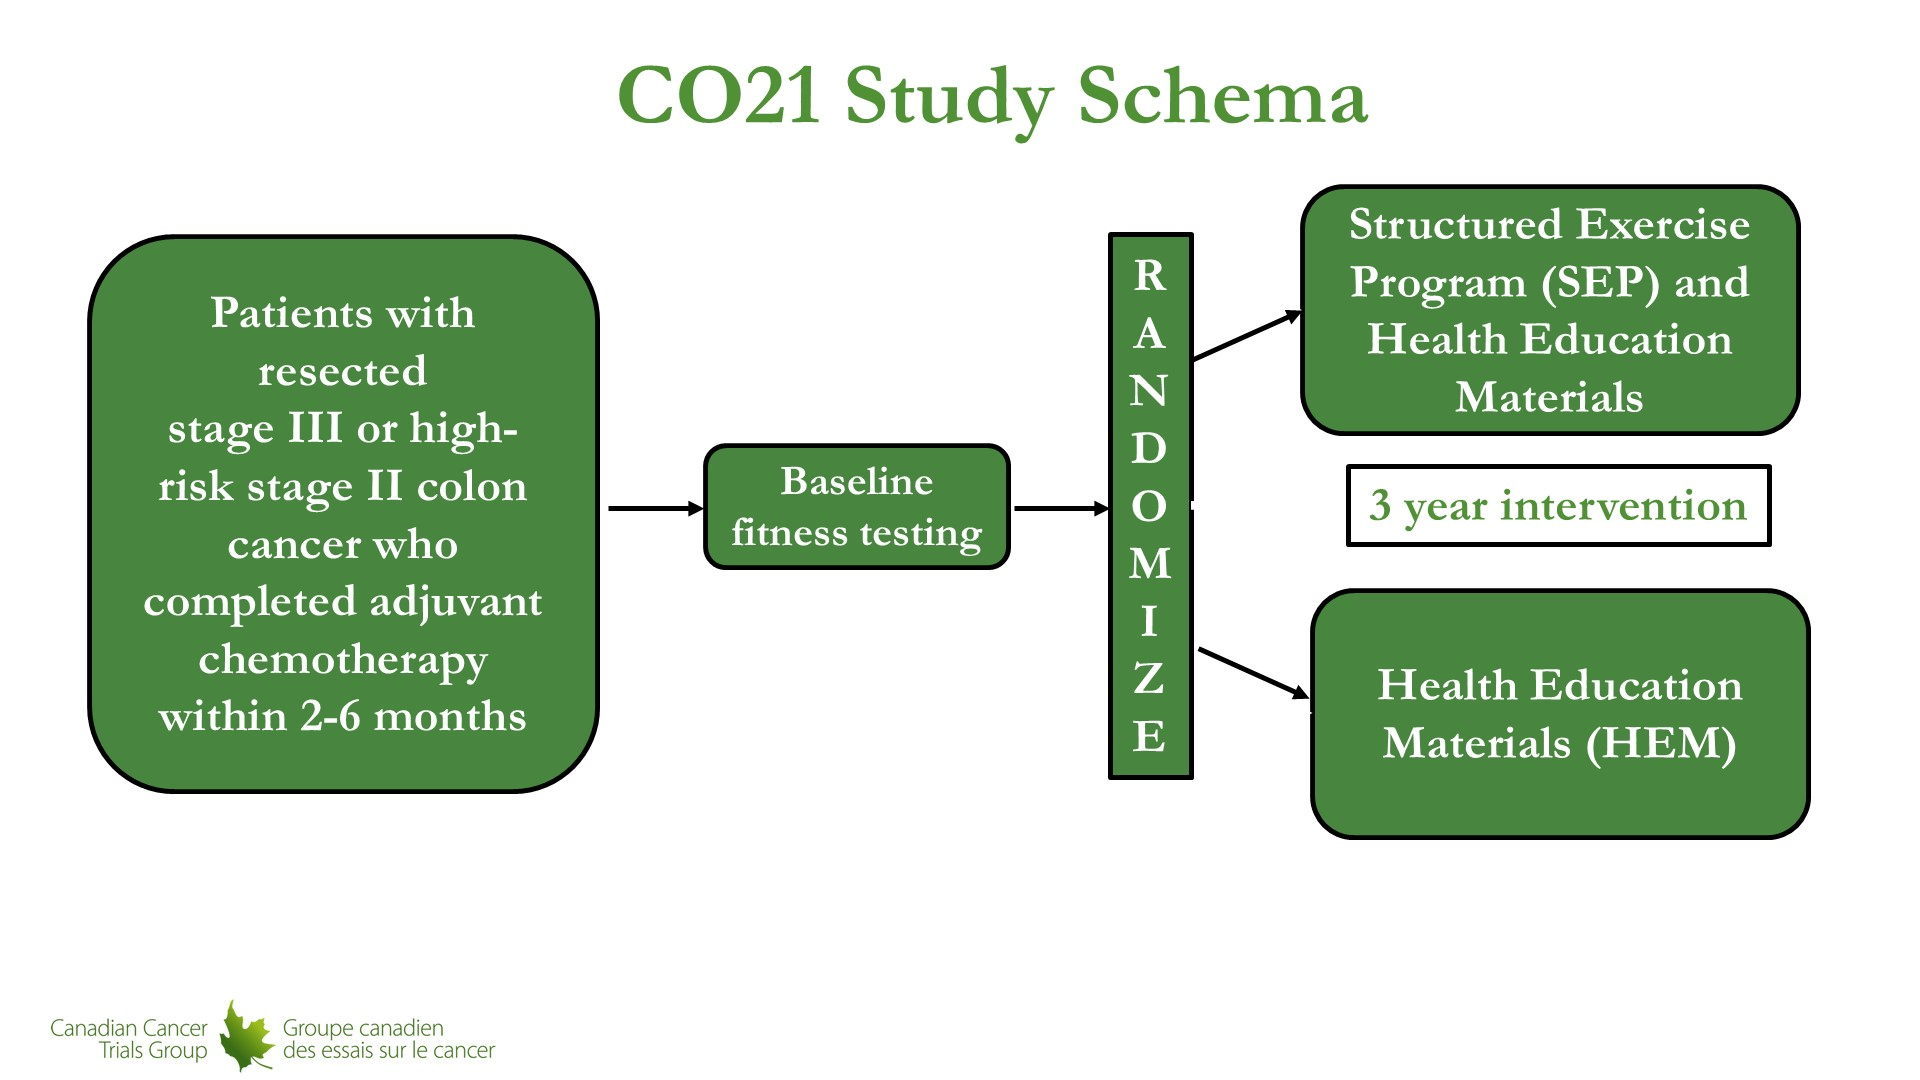 CO21 Study Schema
Patients with
resected
stage III or high-
risk stage II colon
cancer who
completed adjuvant
chemotherapy
within 2-6 months
Baseline
fitness testing
R
A
N
D
O
M
I
Z
E
Structured Exercise
Program (SEP) and
Health Education
Materials
3 year intervention
Health Education
Materials (HEM)
Canadian Cancer
Trials Group
Groupe canadien
des essais sur le cancer